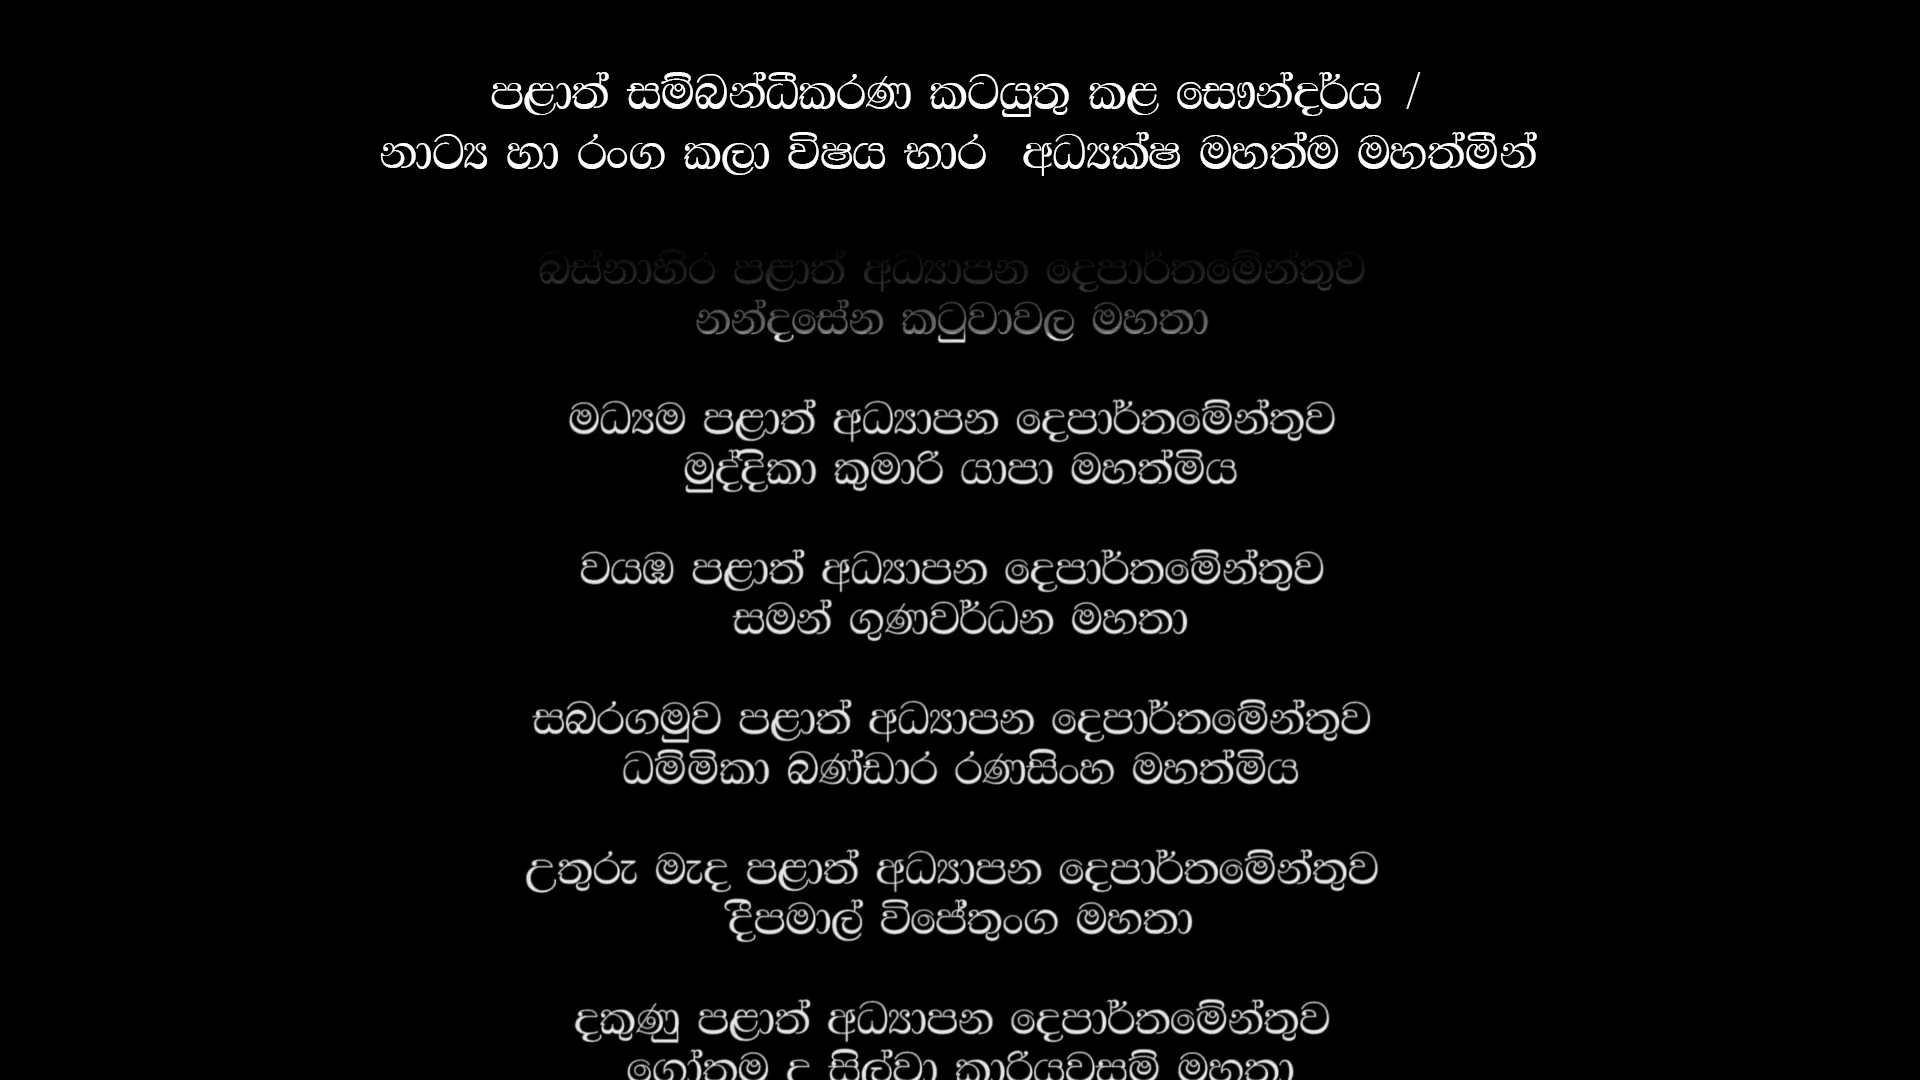 පළාත් සම්බන්ධීකරණ කටයුතු කළ සෞන්දර්ය /
නාට්‍ය හා රංග කලා විෂය භාර අධ්‍යක්ෂ මහත්ම මහත්මීන්
බස්නාහිර පළාත් අධ්‍යාපන දෙපාර්තමේන්තුව
නන්දසේන කටුවාවල මහතා
මධ්‍යම පළාත් අධ්‍යාපන දෙපාර්තමේන්තුව
මුද්දිකා කුමාරි යාපා මහත්මිය
වයඹ පළාත් අධ්‍යාපන දෙපාර්තමේන්තුව
සමන් ගුණවර්ධන මහතා
සබරගමුව පළාත් අධ්‍යාපන දෙපාර්තමේන්තුව
ධම්මිකා බණ්ඩාර රණසිංහ මහත්මිය
උතුරු මැද පළාත් අධ්‍යාපන දෙපාර්තමේන්තුව
දීපමාල් විජේතුංග මහතා
දකුණු පළාත් අධ්‍යාපන දෙපාර්තමේන්තුව
ගෝතම ද සිල්වා කාරියවසම් මහතා